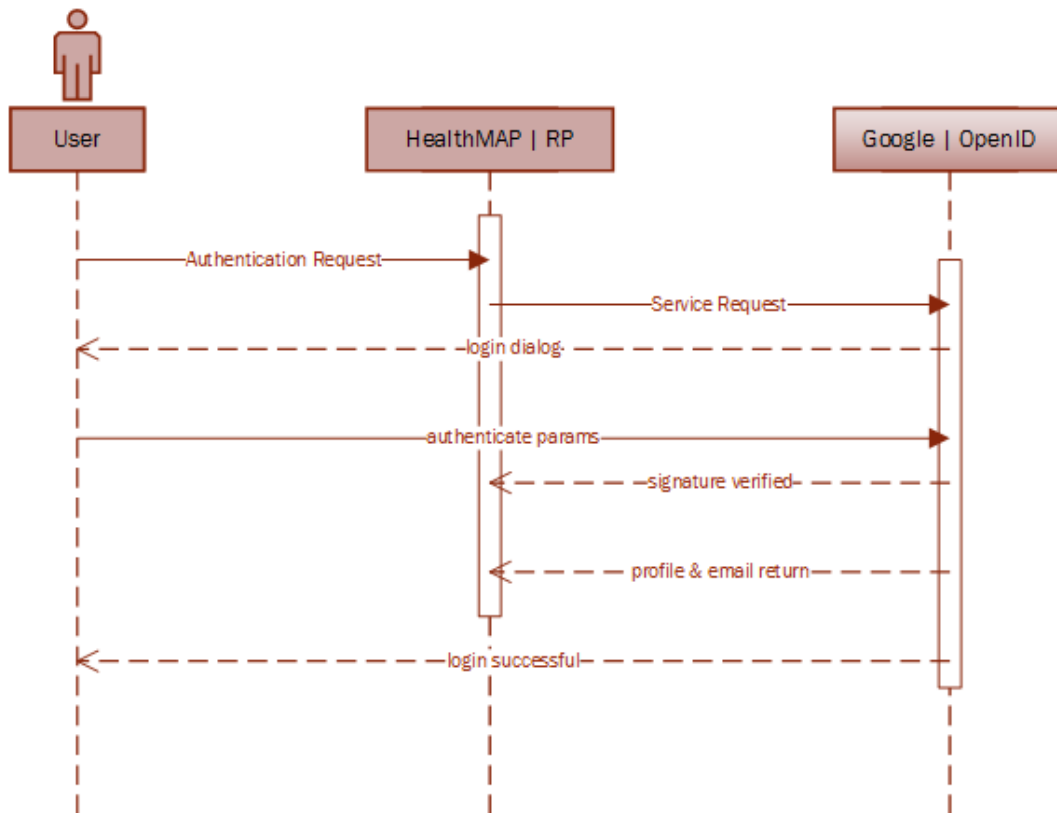 User
HealthMAP | RP
Google | OpenID
Authentication Request
Service Request
login dialog
authenticate params
signature verified
profile & email return
login successful